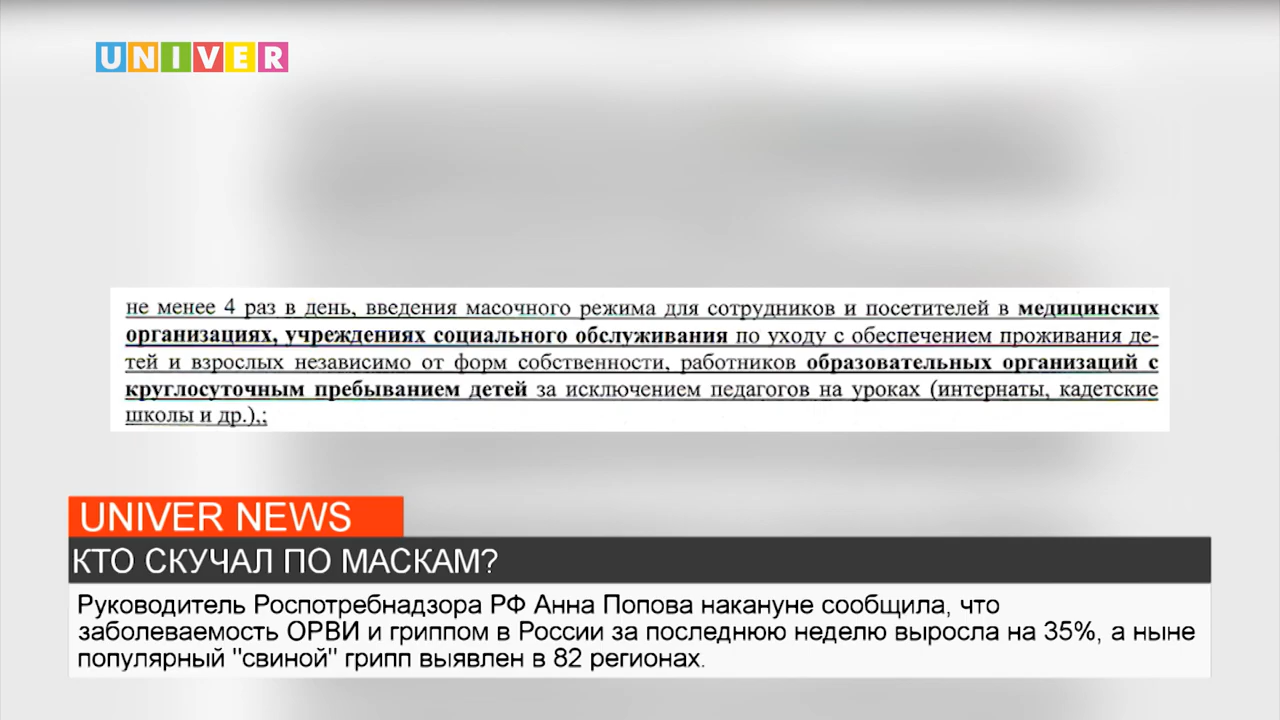 UNIVER
не менее 4 раз в день, введения масочного режима для сотрудников и посетителей в медицинских
организациях, учреждениях социального обслуживания по уходу с обеспечением проживания де-
тей и взрослых независимо от форм собственности, работников образовательных организаций с
круглосуточным пребыванием детей за исключением педагогов на уроках (интернаты, кадетские
школы и др.),;
UNIVER NEWS
КТО СКУЧАЛ ПО МАСКАМ?
Руководитель Роспотребнадзора РФ Анна Попова накануне сообщила, что
заболеваемость ОРВИ и гриппом в России за последнюю неделю выросла на 35%, а ныне
популярный "свиной" грипп выявлен в 82 регионах.